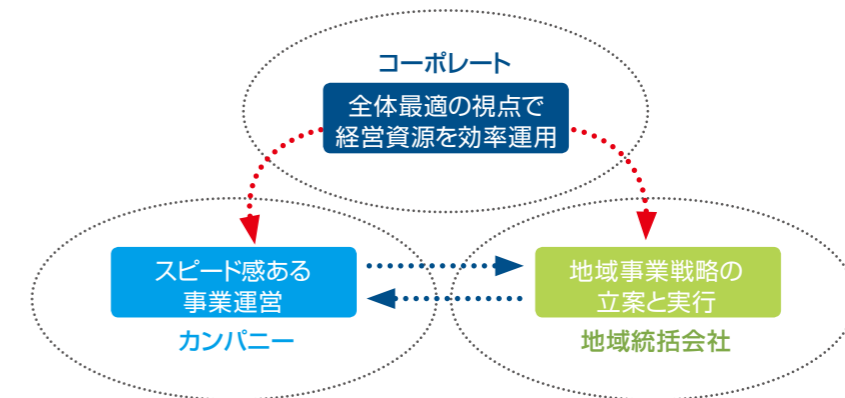 コーポレート
全体最適の視点で
経営資源を効率運用
スピード感ある
事業運営
カンパニー
地域事業戦略の
立案と実行
地域統括会社